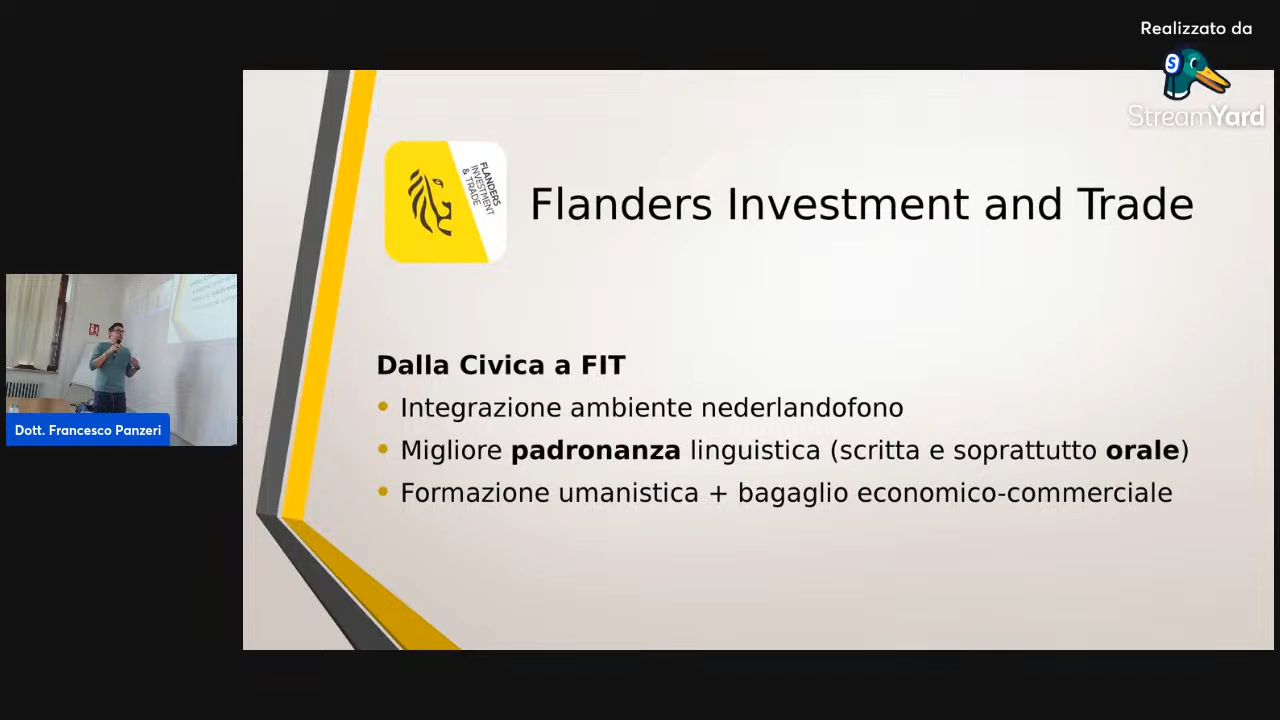 Realizzato da
StreamYard
FLANDERS
INVESTMENT
& TRADE
Flanders Investment and Trade
Dalla Civica a FIT
• Integrazione ambiente nederlandofono
• Migliore padronanza linguistica (scritta e soprattutto orale)
• Formazione umanistica + bagaglio economico-commerciale
Dott. Francesco Panzeri